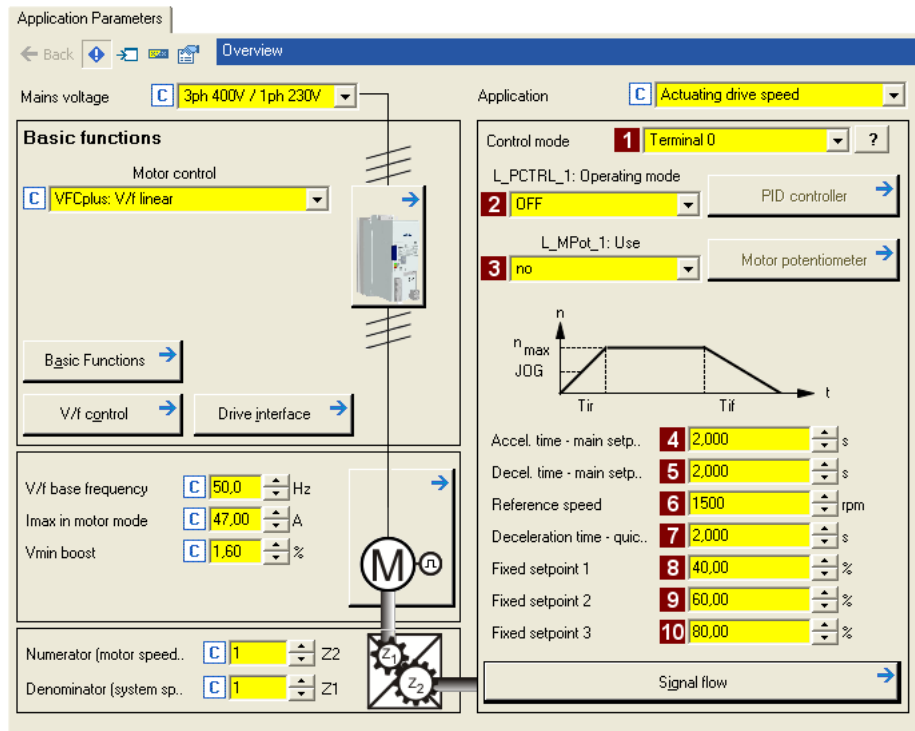 Application Parameters
Back
Overview
Mains voltage C 3ph 400V / 1ph 230V
Application C Actuating drive speed
Basic functions
Motor control
C VFCplus: V/f linear
Basic Functions
V/f control Drive interface
V/f base frequency C 50,0 Hz
Imax in motor mode C 47,00 A
Vmin boost C 1,60 %
M
Numerator (motor speed.. C 1 Z2
Denominator (system sp.. C 1 Z1
Z1
Z2
Control mode 1 Terminal 0 ?
L_PCTRL_1: Operating mode
2 OFF PID controller
L_MPot_1: Use
3 no Motor potentiometer
n
nmax
JOG
t
Tir Tif
Accel. time - main setp.. 4 2,000 s
Decel. time - main setp.. 5 2,000 s
Reference speed 6 1500 rpm
Deceleration time - quic.. 7 2,000 s
Fixed setpoint 1 8 40,00 %
Fixed setpoint 2 9 60,00 %
Fixed setpoint 3 10 80,00 %
Signal flow